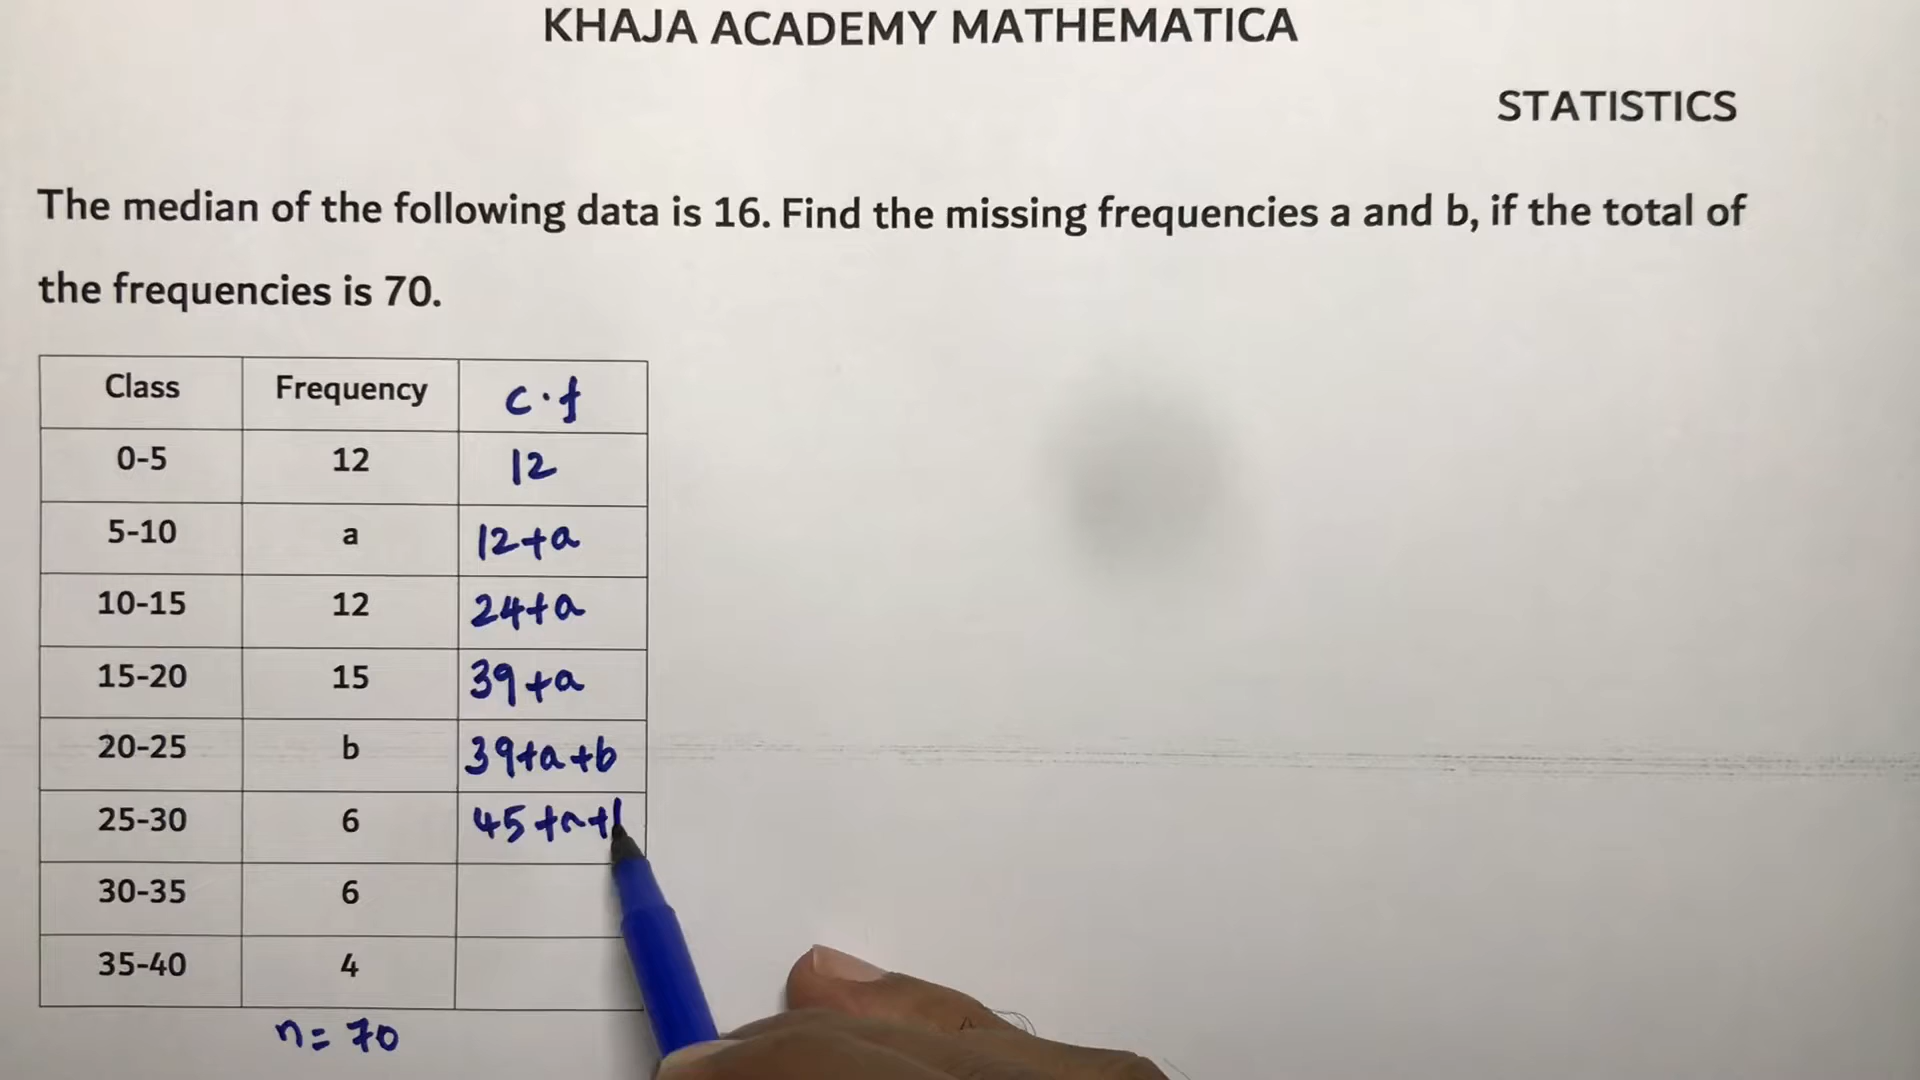 KHAJA ACADEMY MATHEMATICA
STATISTICS
The median of the following data is 16. Find the missing frequencies a and b, if the total of
the frequencies is 70.
Class Frequency c.f
0-5 12 12
5-10 a 12+a
10-15 12 24+a
15-20 15 39+a
20-25 b 39+a+b
25-30 6 45+a+
30-35 6
35-40 4
n = 70